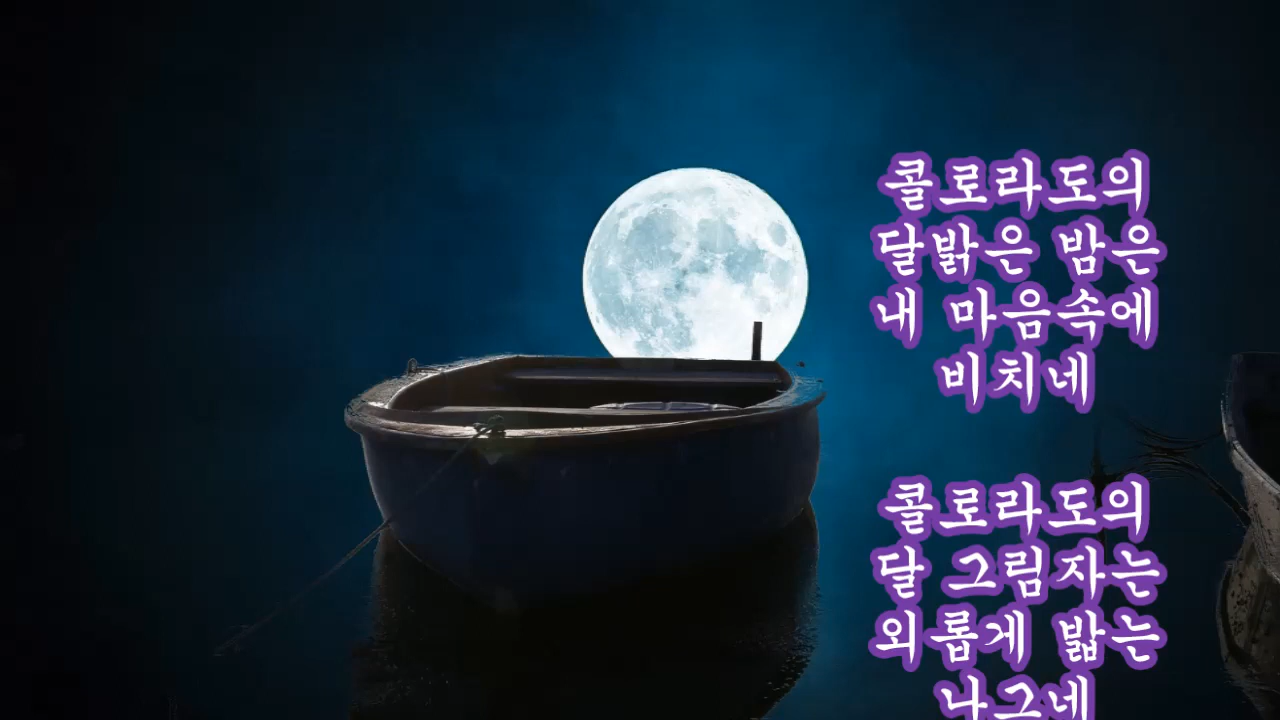 콜로라도의
달밝은 밤은
내 마음속에
비치네
콜로라도의
달 그림자는
외롭게 밟는
나그네